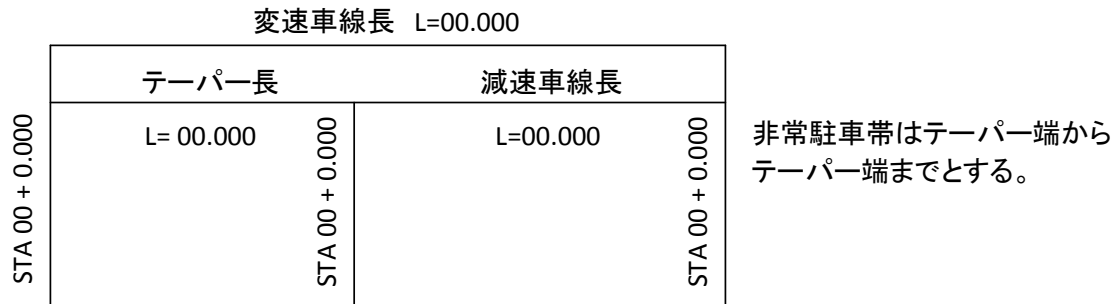 変速車線長 L=00.000
テーパー長
減速車線長
STA 00 + 0.000
L= 00.000
STA 00 + 0.000
L=00.000
STA 00 + 0.000
非常駐車帯はテーパー端から
テーパー端までとする。